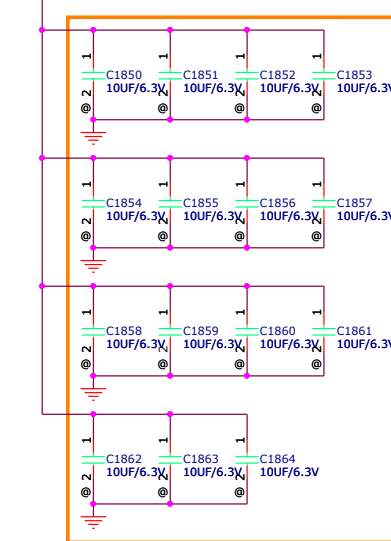 1 1 1 1
C1850 C1851 C1852 C1853
10UF/6.3V 10UF/6.3V 10UF/6.3V 10UF/6.3V
2 2 2 2
@ @ @ @
1 1 1 1
C1854 C1855 C1856 C1857
10UF/6.3V 10UF/6.3V 10UF/6.3V 10UF/6.3V
2 2 2 2
@ @ @ @
1 1 1 1
C1858 C1859 C1860 C1861
10UF/6.3V 10UF/6.3V 10UF/6.3V 10UF/6.3V
2 2 2 2
@ @ @ @
1 1 1
C1862 C1863 C1864
10UF/6.3V 10UF/6.3V 10UF/6.3V
2 2 2
@ @ @